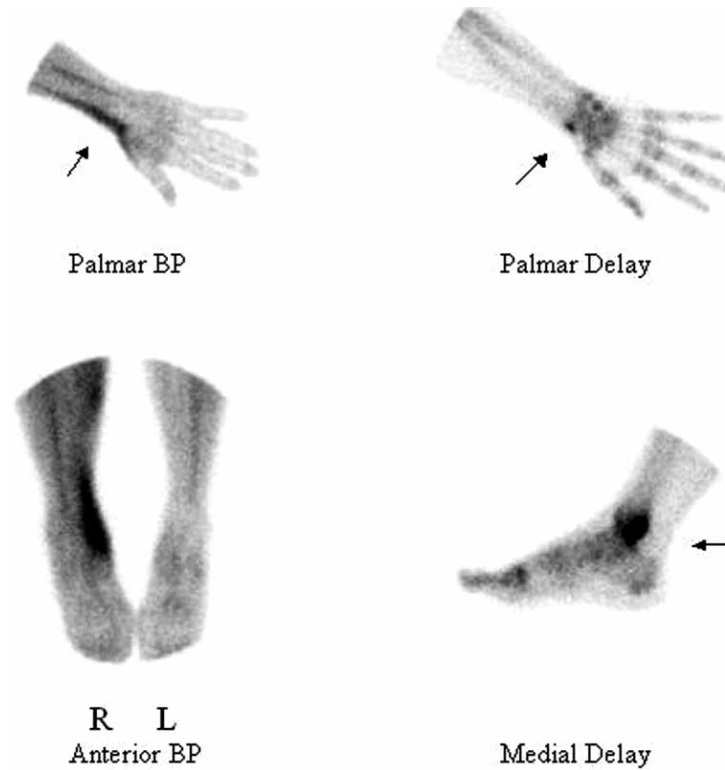 Palmar BP
Palmar Delay
R L
Anterior BP
Medial Delay